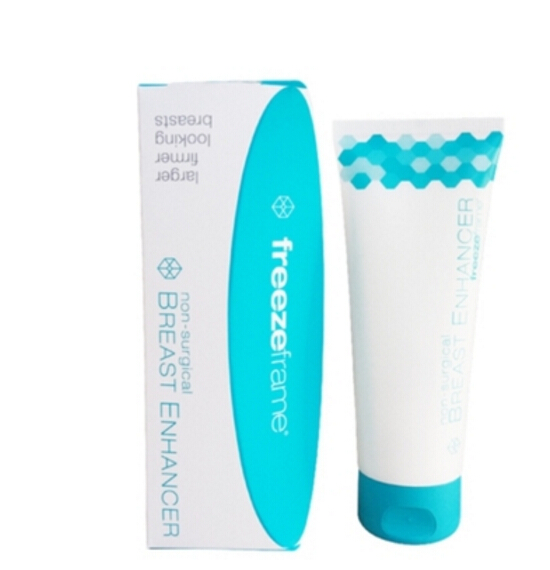 larger
firmer
looking
breasts
freezeframe®
non-surgical
BREAST ENHANCER
non-surgical
BREAST ENHANCER
freezeframe